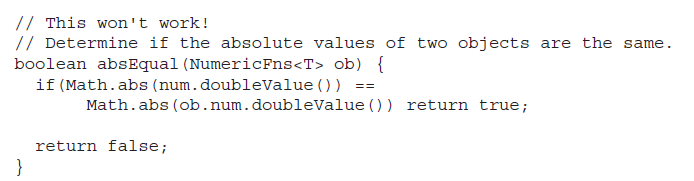 // This won't work!
// Determine if the absolute values of two objects are the same.
boolean absEqual(NumericFns<T> ob) {
  if(Math.abs(num.doubleValue()) ==
      Math.abs(ob.num.doubleValue()) return true;
  return false;
}